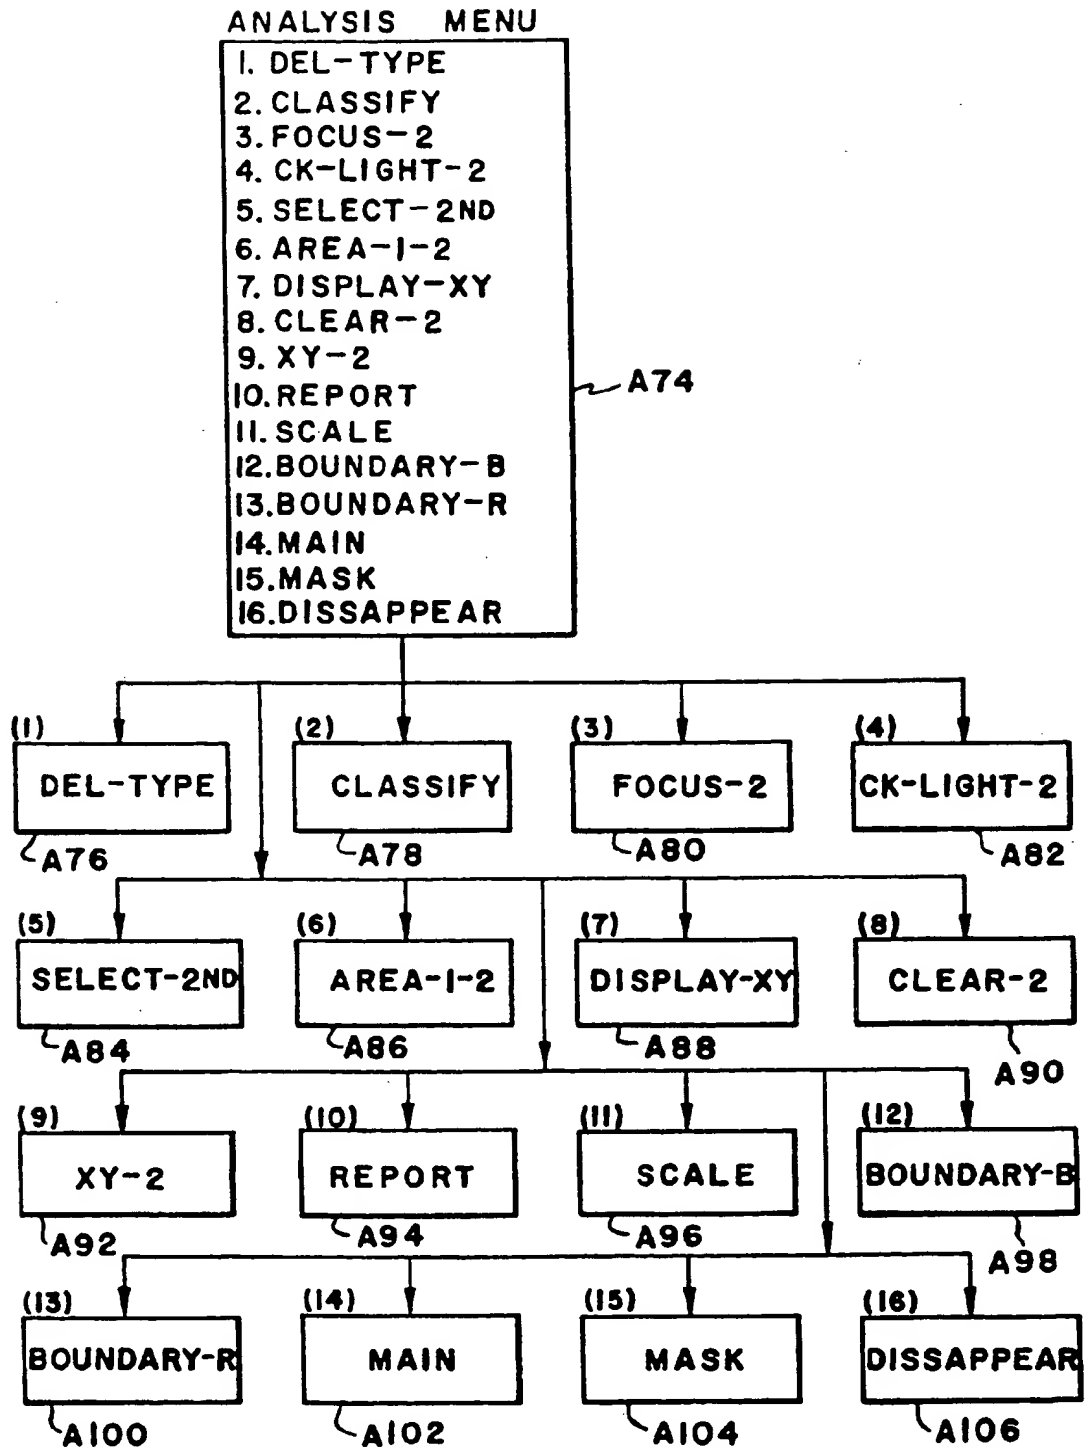 ANALYSIS MENU
1. DEL-TYPE
2. CLASSIFY
3. FOCUS-2
4. CK-LIGHT-2
5. SELECT-2ND
6. AREA-1-2
7. DISPLAY-XY
8. CLEAR-2
9. XY-2
10. REPORT
11. SCALE
12. BOUNDARY-B
13. BOUNDARY-R
14. MAIN
15. MASK
16. DISSAPPEAR
A74
(1) (2) (3) (4)
DEL-TYPE CLASSIFY FOCUS-2 CK-LIGHT-2
A76 A78 A80 A82
(5) (6) (7) (8)
SELECT-2ND AREA-1-2 DISPLAY-XY CLEAR-2
A84 A86 A88 A90
(9) (10) (11) (12)
XY-2 REPORT SCALE BOUNDARY-B
A92 A94 A96 A98
(13) (14) (15) (16)
BOUNDARY-R MAIN MASK DISSAPPEAR
A100 A102 A104 A106